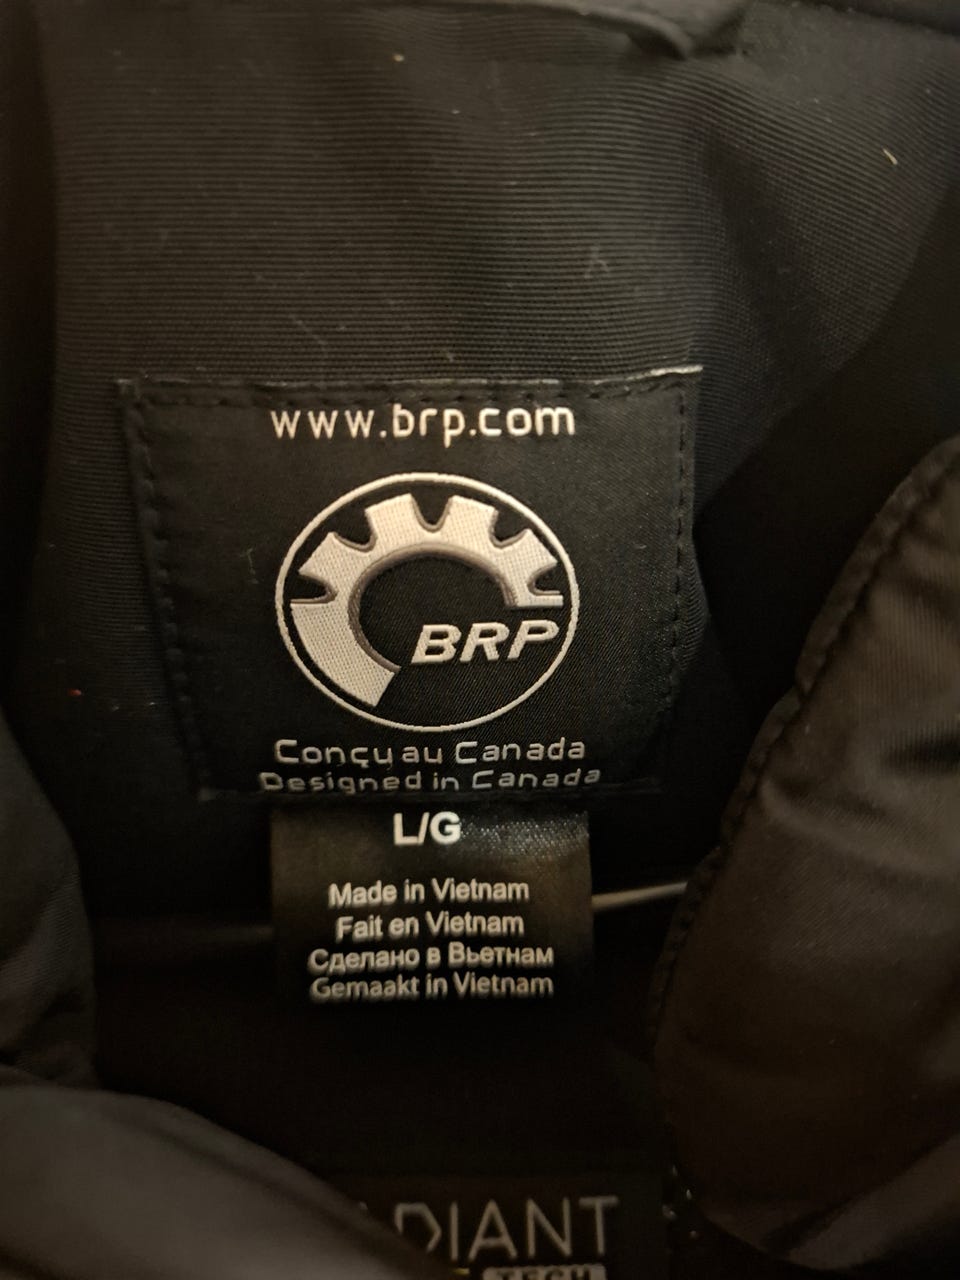 www.brp.com
BRP
Conçu au Canada
Designed in Canada
L/G
Made in Vietnam
Fait en Vietnam
Сделано в Вьетнам
Gemaakt in Vietnam